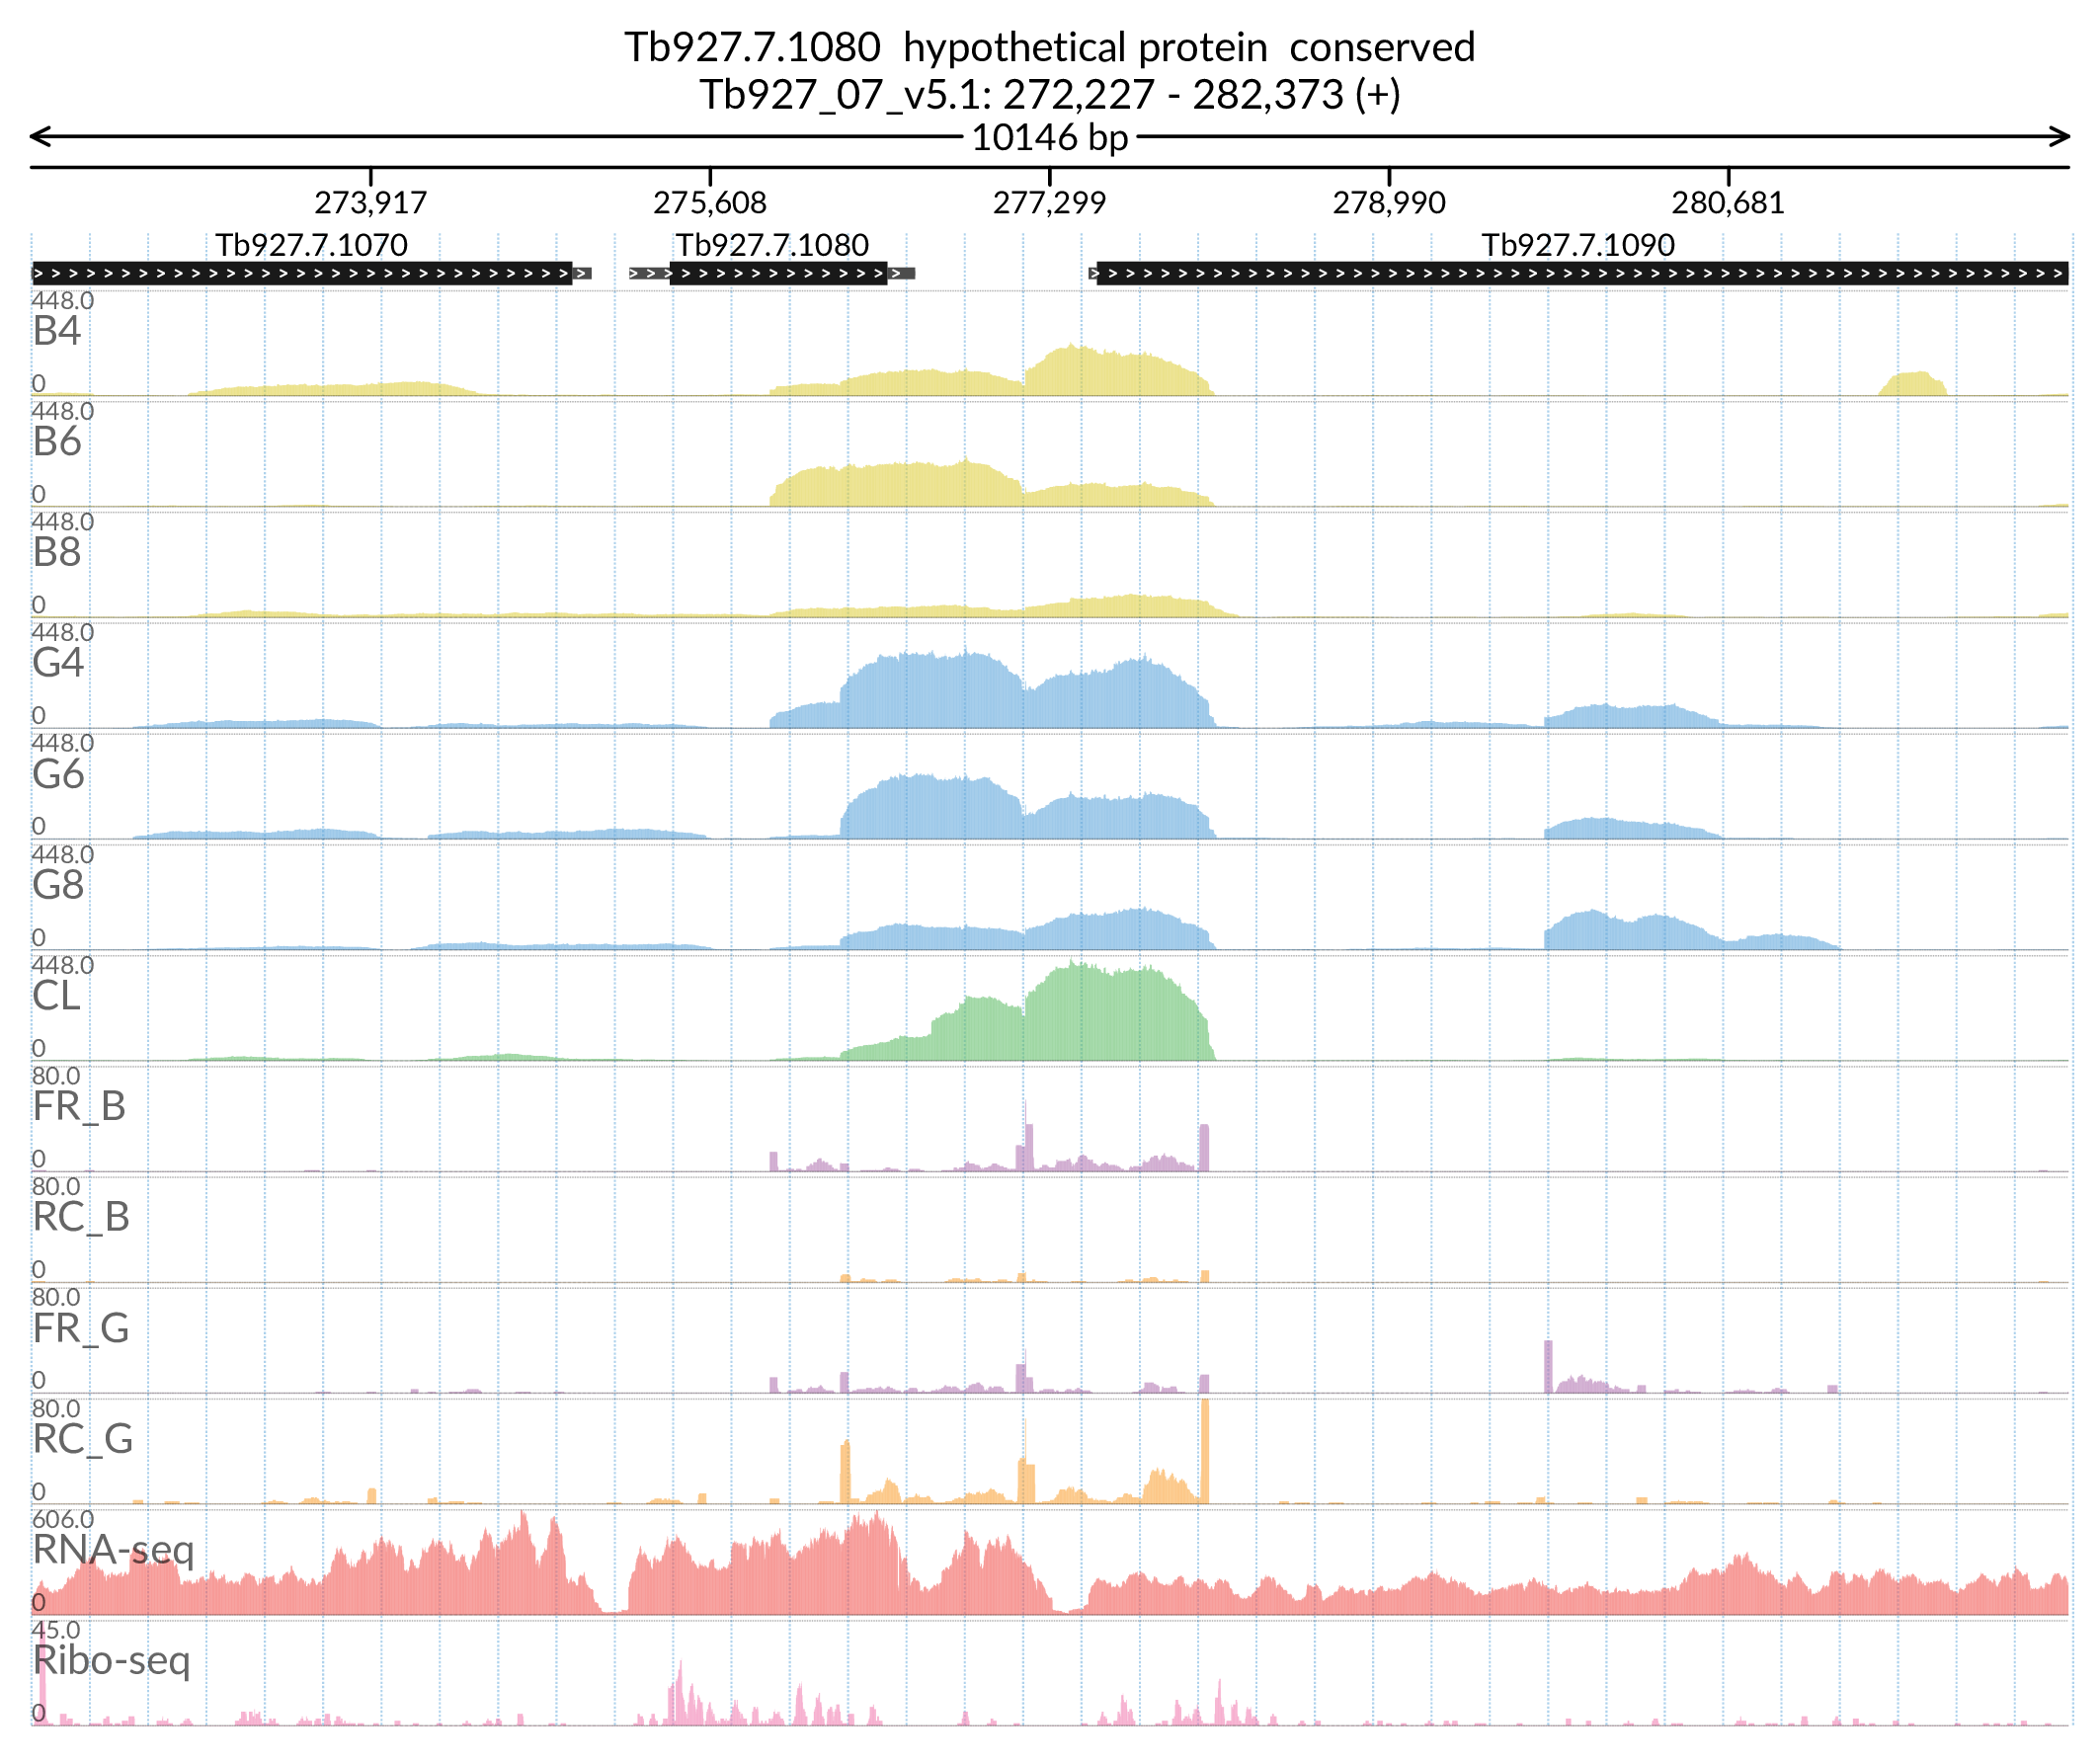 Tb927.7.1080  hypothetical protein  conserved
Tb927_07_v5.1: 272,227 - 282,373 (+)
10146 bp
273,917 275,608 277,299 278,990 280,681
Tb927.7.1070 Tb927.7.1080 Tb927.7.1090
448.0
B4
0
448.0
B6
0
448.0
B8
0
448.0
G4
0
448.0
G6
0
448.0
G8
0
448.0
CL
0
80.0
FR_B
0
80.0
RC_B
0
80.0
FR_G
0
80.0
RC_G
0
606.0
RNA-seq
0
45.0
Ribo-seq
0